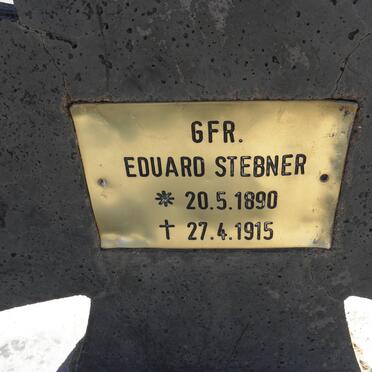 GFR.
EDUARD STEBNER
* 20.5.1890
† 27.4.1915